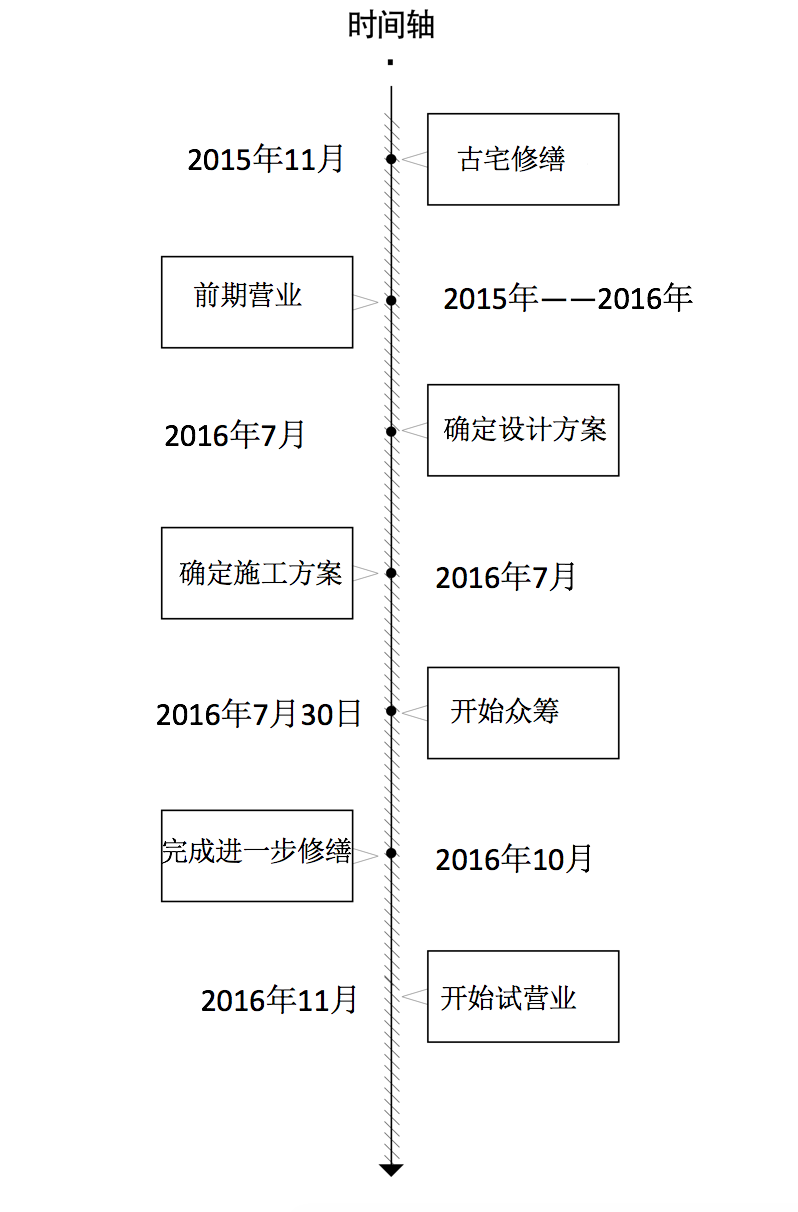 时间轴
2015年11月
古宅修缮
前期营业
2015年——2016年
2016年7月
确定设计方案
确定施工方案
2016年7月
2016年7月30日
开始众筹
完成进一步修缮
2016年10月
2016年11月
开始试营业